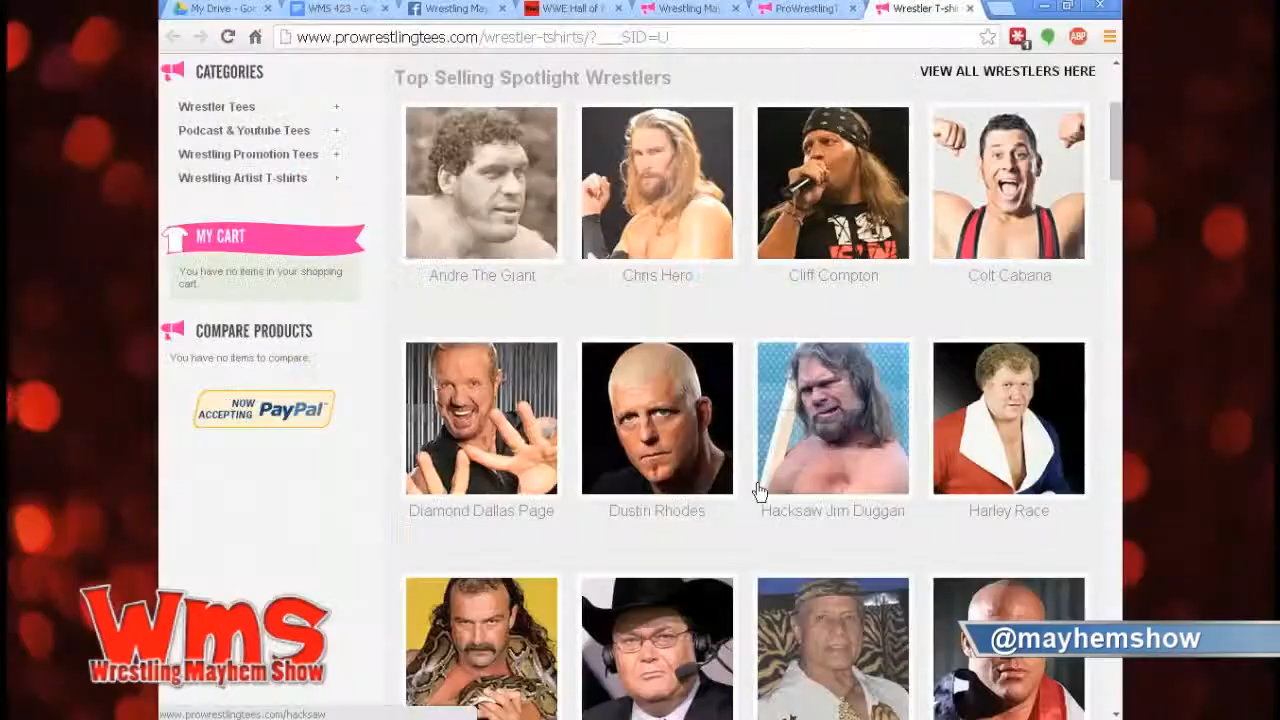 My Drive - Goo
WMS 423 - Go
Wrestling May
WWE Hall of F
Wrestling May
ProWrestlingT
Wrestler T-shi
www.prowrestlingtees.com/wrestler-tshirts/?___SID=U
ABP
1
CATEGORIES
Wrestler Tees +
Podcast & Youtube Tees +
Wrestling Promotion Tees +
Wrestling Artist T-shirts
MY CART
You have no items in your shopping
cart.
COMPARE PRODUCTS
You have no items to compare.
NOW
ACCEPTING PayPal
Top Selling Spotlight Wrestlers
VIEW ALL WRESTLERS HERE
Andre The Giant
Chris Hero
Cliff Compton
Colt Cabana
Diamond Dallas Page
Dustin Rhodes
Hacksaw Jim Duggan
Harley Race
WMS
Wrestling Mayhem Show
@mayhemshow
www.prowrestlingtees.com/hacksaw